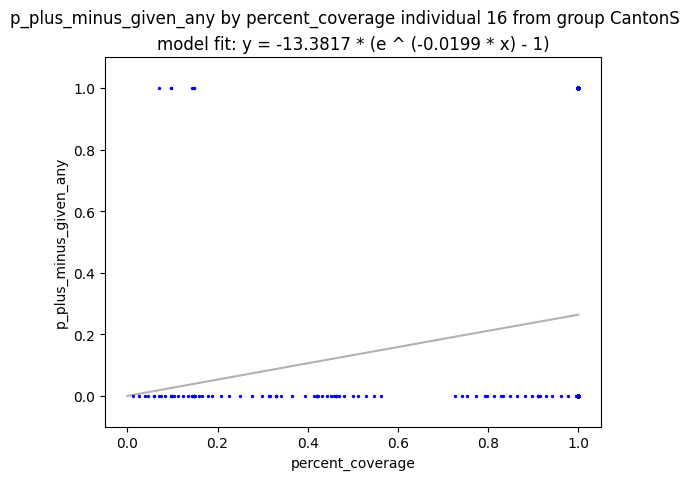 p_plus_minus_given_any by percent_coverage individual 16 from group CantonS
model fit: y = -13.3817 * (e ^ (-0.0199 * x) - 1)
1.0
0.8
0.6
0.4
0.2
0.0
p_plus_minus_given_any
0.0 0.2 0.4 0.6 0.8 1.0
percent_coverage